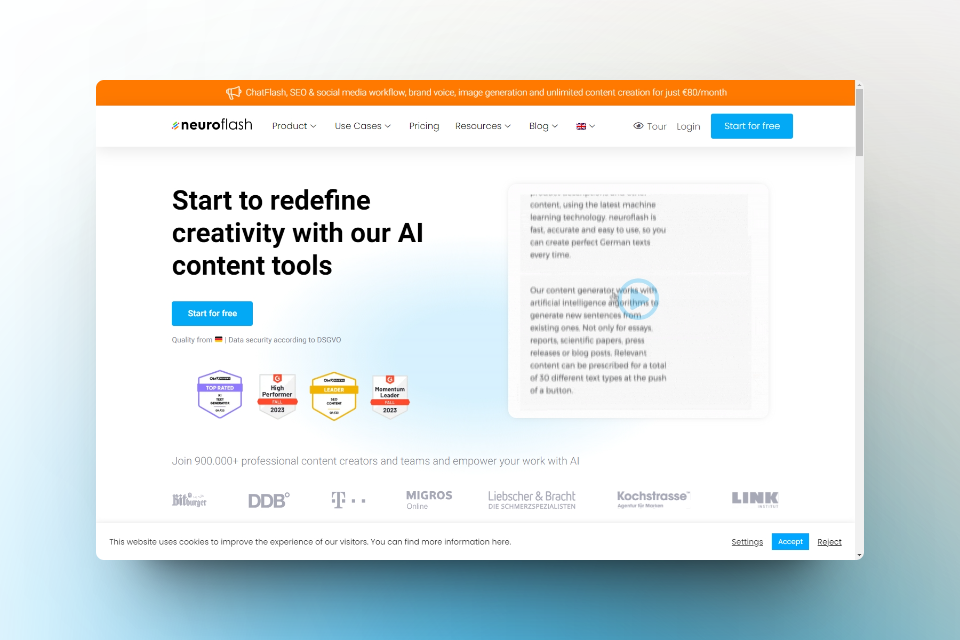 ChatFlash, SEO & social media workflow, brand voice, image generation and unlimited content creation for just €80/month
neuroflash
Product
Use Cases
Pricing
Resources
Blog
Tour
Login
Start for free
Start to redefine
creativity with our AI
content tools
Start for free
Quality from | Data security according to DSGVO
TOP RATED
High
Performer
FALL
2023
LEADER
Momentum
Leader
FALL
2023
content, using the latest machine
learning technology. neuroflash is
fast, accurate and easy to use, so you
can create perfect German texts
every time.
Our content generator works with
artificial intelligence algorithms to
generate new sentences from
existing ones. Not only for essays,
reports, scientific papers, press
releases or blog posts. Relevant
content can be prescribed for a total
of 30 different text types at the push
of a button.
Join 900.000+ professional content creators and teams and empower your work with AI
Bitburger
DDB°
T
MIGROS
Online
Liebscher & Bracht
DIE SCHMERZSPEZIALISTEN
Kochstrasse™
Agentur für Marken
LINK
INSTITUT
This website uses cookies to improve the experience of our visitors. You can find more information here.
Settings
Accept
Reject